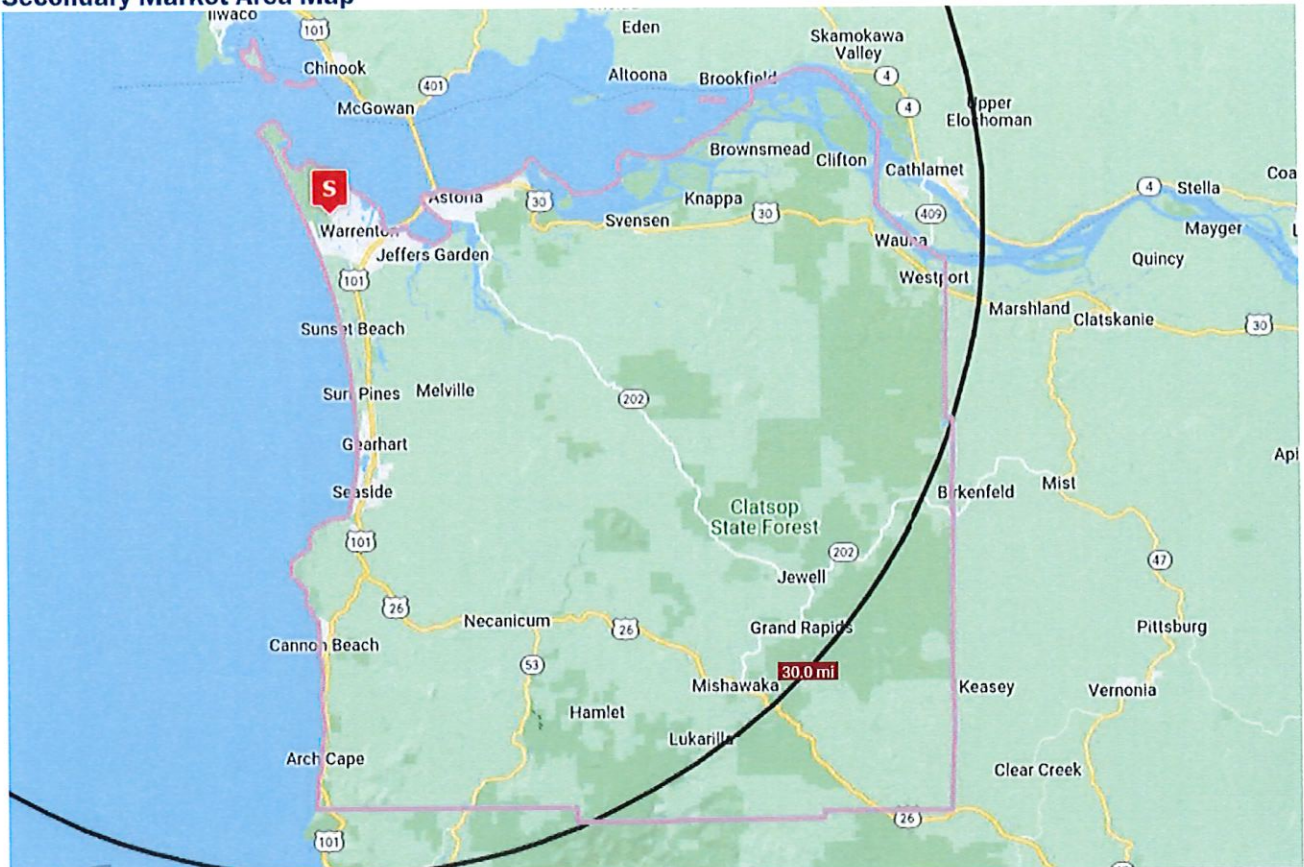 Secondary Market Area Map
Ilwaco
101
Eden
Skamokawa
Valley
Chinook
Altoona
Brookfield
4
401
McGowan
4
Upper
Elochoman
Brownsmead
Clifton
Cathlamet
S
Astoria
30
Knappa
4
Stella
Svensen
30
409
Warrenton
Mayger
Wauna
Jeffers Garden
Quincy
101
Westport
Marshland
Clatskanie
30
Sunset Beach
Surf Pines
Melville
202
Gearhart
Seaside
Birkenfeld
Mist
Clatsop
State Forest
101
202
47
Jewell
26
Necanicum
26
Grand Rapids
Pittsburg
Cannon Beach
53
30.0 mi
Mishawaka
Keasey
Vernonia
Hamlet
Lukarilla
Arch Cape
Clear Creek
26
101